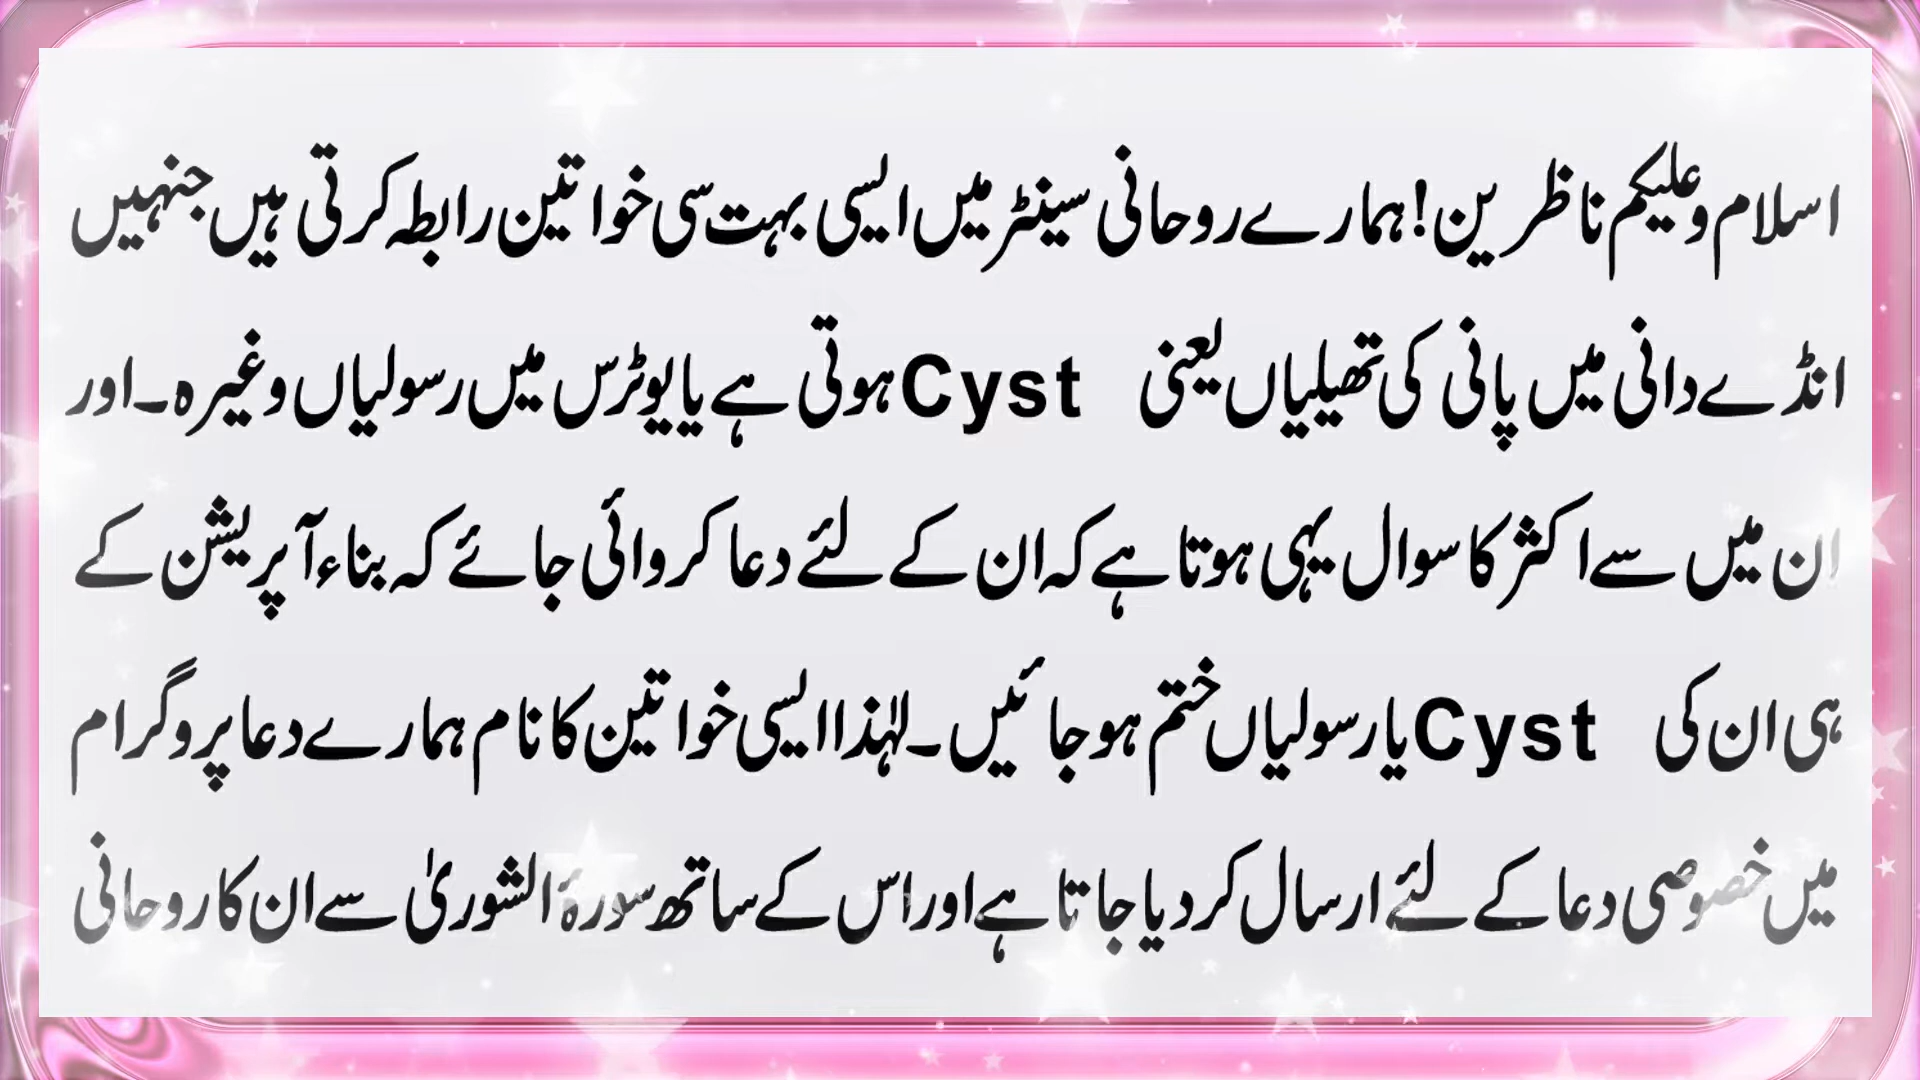 اسلام وعلیکم ناظرین! ہمارے روحانی سینٹر میں ایسی بہت سی خواتین رابطہ کرتی ہیں جنہیں
انڈے دانی میں پانی کی تھیلیاں یعنی Cyst ہوتی ہے یا یوٹرس میں رسولیاں وغیرہ۔ اور
ان میں سے اکثر کا سوال یہی ہوتا ہے کہ ان کے لئے دعا کروائی جائے کہ بناء آپریشن کے
ہی ان کی Cyst یا رسولیاں ختم ہو جائیں۔ لہٰذا ایسی خواتین کا نام ہمارے دعا پروگرام
میں خصوصی دعا کے لئے ارسال کر دیا جاتا ہے اور اس کے ساتھ سورۃ الشوریٰ سے ان کا روحانی